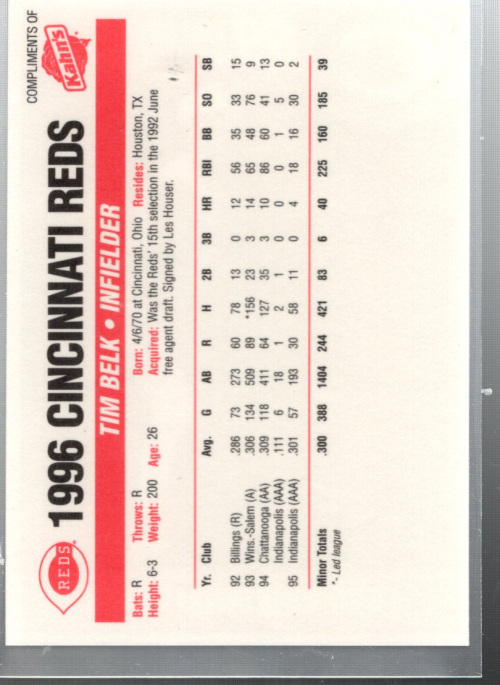 COMPLIMENTS OF
REDS 1996 CINCINNATI REDS Kahn's
TIM BELK • INFIELDER
Bats: R Throws: R Born: 4/6/70 at Cincinnati, Ohio Resides: Houston, TX
Height: 6-3 Weight: 200 Age: 26 Acquired: Was the Reds' 15th selection in the 1992 June
free agent draft. Signed by Les Houser.
Yr. Club Avg. G AB R H 2B 3B HR RBI BB SO SB
92 Billings (R) .286 73 273 60 78 13 0 12 56 35 33 15
93 Wins.-Salem (A) .306 134 509 89 *156 23 3 14 65 48 76 9
94 Chattanooga (AA) .309 118 411 64 127 35 3 10 86 60 41 13
Indianapolis (AAA) .111 6 18 1 2 1 0 0 0 1 5 0
95 Indianapolis (AAA) .301 57 193 30 58 11 0 4 18 16 30 2
Minor Totals .300 388 1404 244 421 83 6 40 225 160 185 39
*- Led league